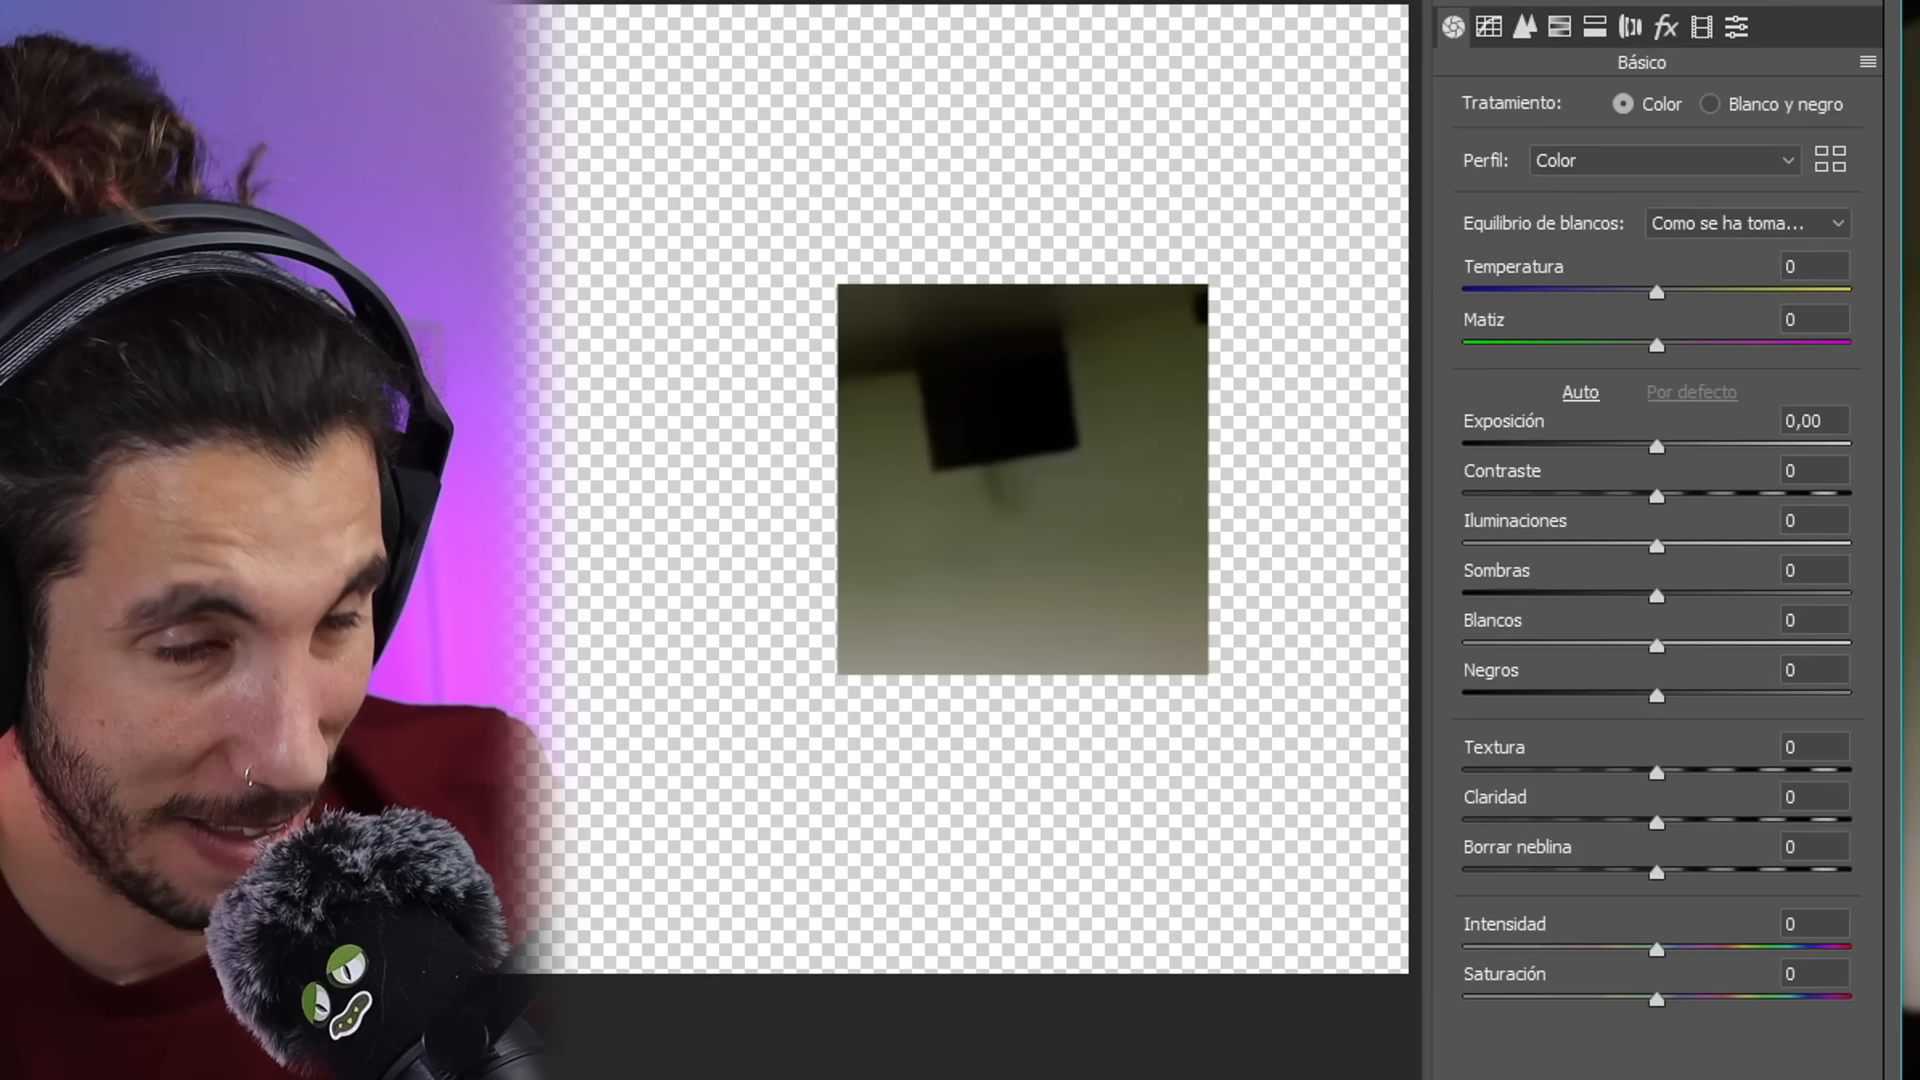 fx
Básico
Tratamiento: Color Blanco y negro
Perfil: Color
Equilibrio de blancos: Como se ha toma...
Temperatura 0
Matiz 0
Auto Por defecto
Exposición 0,00
Contraste 0
Iluminaciones 0
Sombras 0
Blancos 0
Negros 0
Textura 0
Claridad 0
Borrar neblina 0
Intensidad 0
Saturación 0